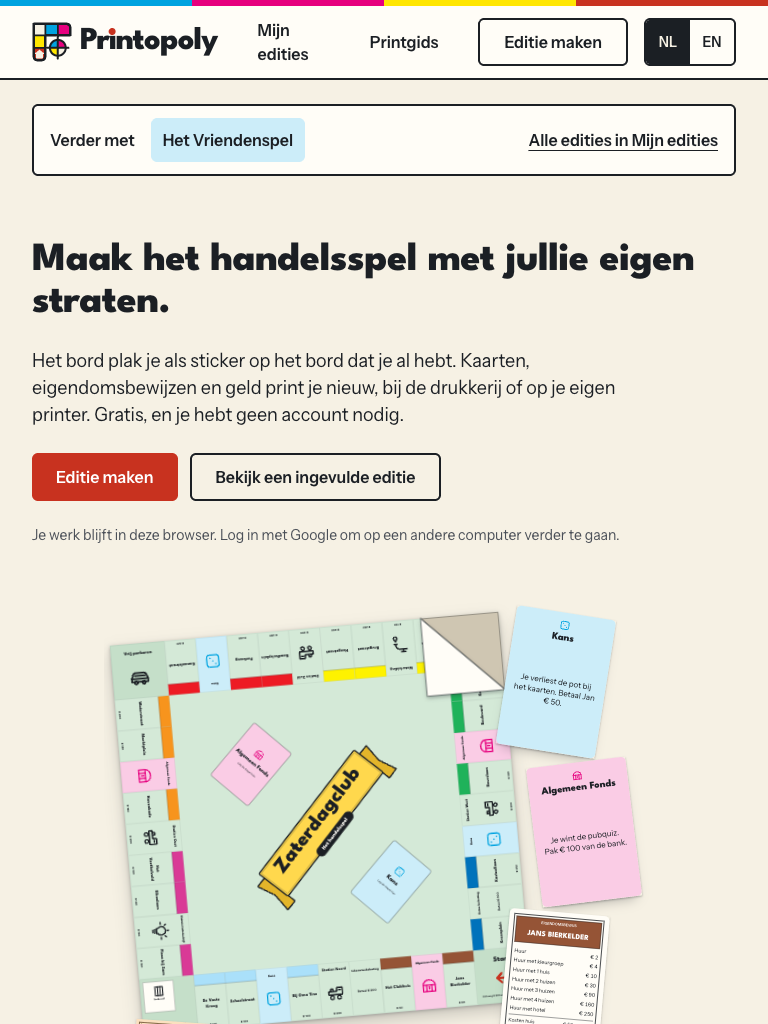 Printopoly
Mijn
edities
Printgids
Editie maken
NL
EN
Verder met
Het Vriendenspel
Alle edities in Mijn edities
Maak het handelsspel met jullie eigen
straten.
Het bord plak je als sticker op het bord dat je al hebt. Kaarten,
eigendomsbewijzen en geld print je nieuw, bij de drukkerij of op je eigen
printer. Gratis, en je hebt geen account nodig.
Editie maken
Bekijk een ingevulde editie
Je werk blijft in deze browser. Log in met Google om op een andere computer verder te gaan.
Kans
Je verliest de pot bij
het kaarten. Betaal Jan
€ 50.
Algemeen Fonds
Je wint de pubquiz.
Pak € 100 van de bank.
Algemeen Fonds
Zaterdagclub
Het handelsspel
Kans
JANS BIERKELDER
Huur € 2
Huur met kleurgroep € 4
Huur met 1 huis € 10
Huur met 2 huizen € 30
Huur met 3 huizen € 90
Huur met 4 huizen € 160
Huur met hotel € 250
Kosten huis